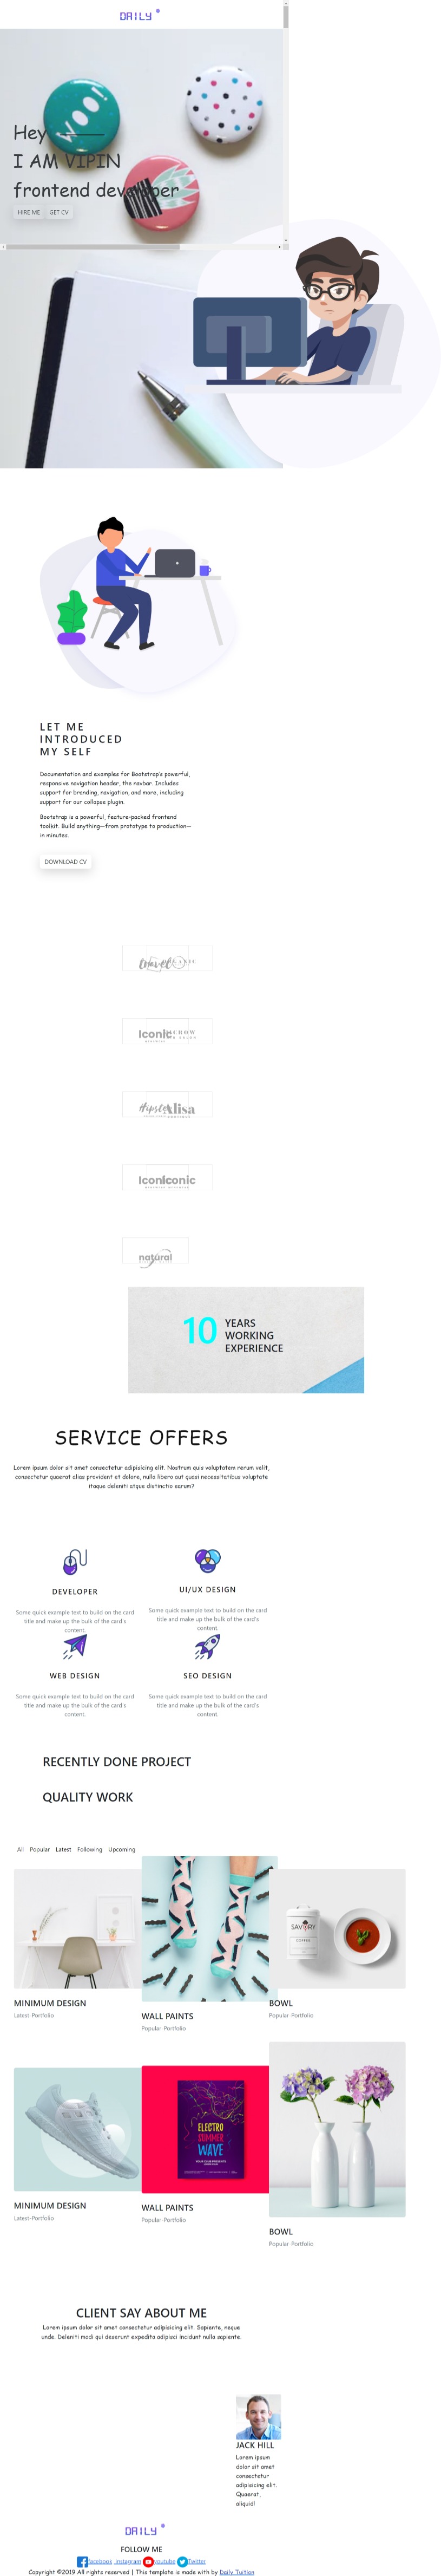 DAILY
WOO!
Hey
I AM VIPIN
frontend developer
HIRE ME GET CV
LET ME
INTRODUCED
MY SELF
Documentation and examples for Bootstrap's powerful,
responsive navigation header, the navbar. Includes
support for branding, navigation, and more, including
support for our collapse plugin.
Bootstrap is a powerful, feature-packed frontend
toolkit. Build anything—from prototype to production—
in minutes.
DOWNLOAD CV
travel
Iconic
Hipster Alisa
Iconic Iconic
natural
10 YEARS
WORKING
EXPERIENCE
SERVICE OFFERS
Lorem ipsum dolor sit amet consectetur adipisicing elit. Nostrum quia voluptatem rerum velit,
consectetur quaerat alias provident et dolore, nulla libero aut quasi necessitatibus voluptate
itaque deleniti atque distinctio earum?
DEVELOPER
Some quick example text to build on the card
title and make up the bulk of the card's
content.
UI/UX DESIGN
Some quick example text to build on the card
title and make up the bulk of the card's
content.
WEB DESIGN
Some quick example text to build on the card
title and make up the bulk of the card's
content.
SEO DESIGN
Some quick example text to build on the card
title and make up the bulk of the card's
content.
RECENTLY DONE PROJECT
QUALITY WORK
All Popular Latest Following Upcoming
SAVORY
COFFEE
MINIMUM DESIGN
Latest Portfolio
WALL PAINTS
Popular Portfolio
BOWL
Popular Portfolio
ELECTRO
SUMMER
WAVE
MINIMUM DESIGN
Latest-Portfolio
WALL PAINTS
Popular-Portfolio
BOWL
Popular Portfolio
CLIENT SAY ABOUT ME
Lorem ipsum dolor sit amet consectetur adipisicing elit. Sapiente, neque
unde. Deleniti modi qui deserunt expedita adipisci incidunt nulla sapiente.
JACK HILL
Lorem ipsum
dolor sit amet
consectetur
adipisicing elit.
Quaerat,
aliquid!
DAILY
FOLLOW ME
facebook instagram youtube Twitter
Copyright ©2019 All rights reserved | This template is made with by Daily Tuition